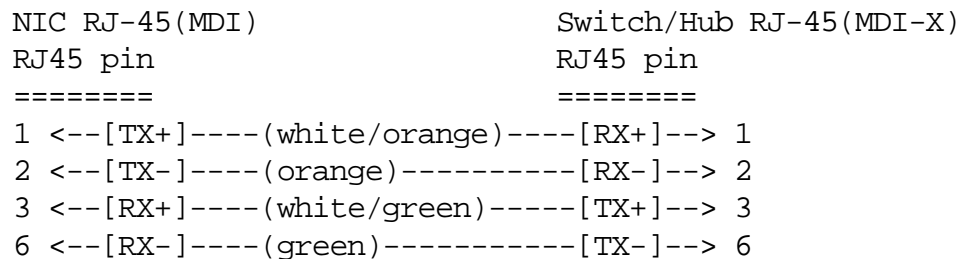 NIC RJ-45(MDI)                    Switch/Hub RJ-45(MDI-X)
RJ45 pin                          RJ45 pin
========                          ========
1 <--[TX+]----(white/orange)----[RX+]--> 1
2 <--[TX-]----(orange)----------[RX-]--> 2
3 <--[RX+]----(white/green)-----[TX+]--> 3
6 <--[RX-]----(green)-----------[TX-]--> 6